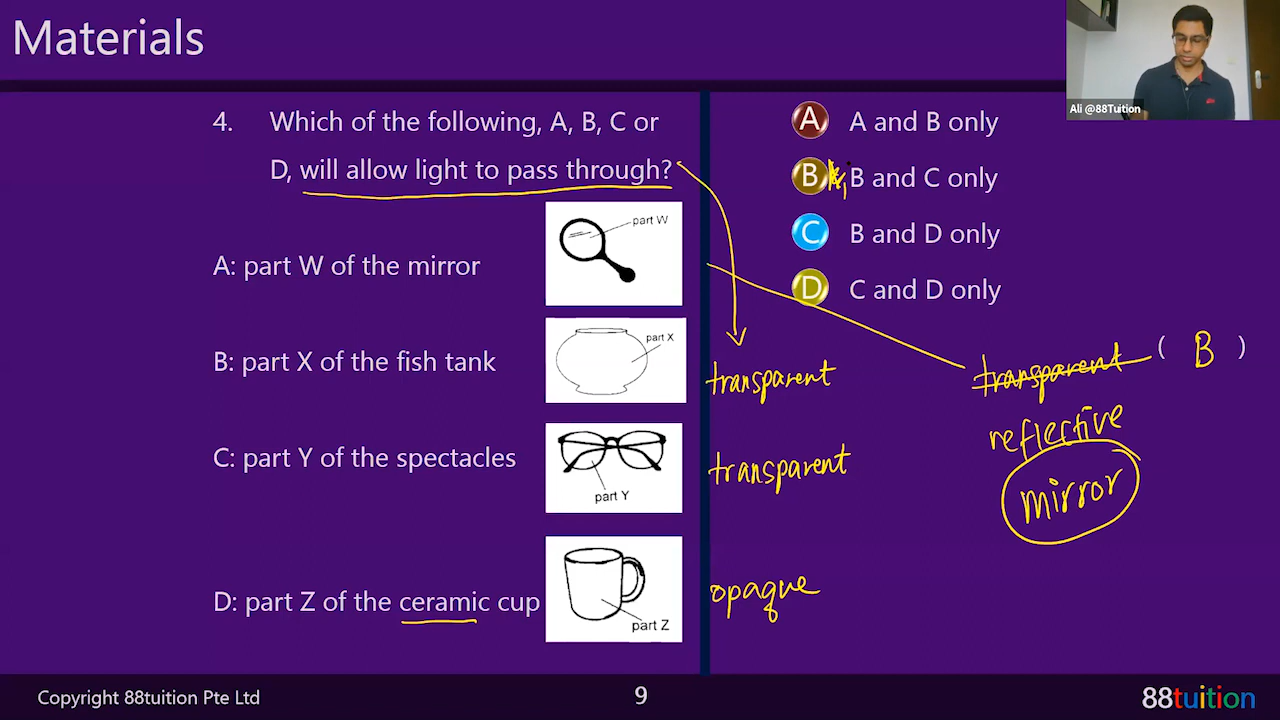 Materials
Ali @88Tuition
4. Which of the following, A, B, C or
D, will allow light to pass through?
part W
A: part W of the mirror
part X
B: part X of the fish tank
transparent
part Y
C: part Y of the spectacles
transparent
part Z
D: part Z of the ceramic cup
opaque
A A and B only
B B and C only
C B and D only
D C and D only
transparent ( B )
reflective
mirror
Copyright 88tuition Pte Ltd
9
88tuition